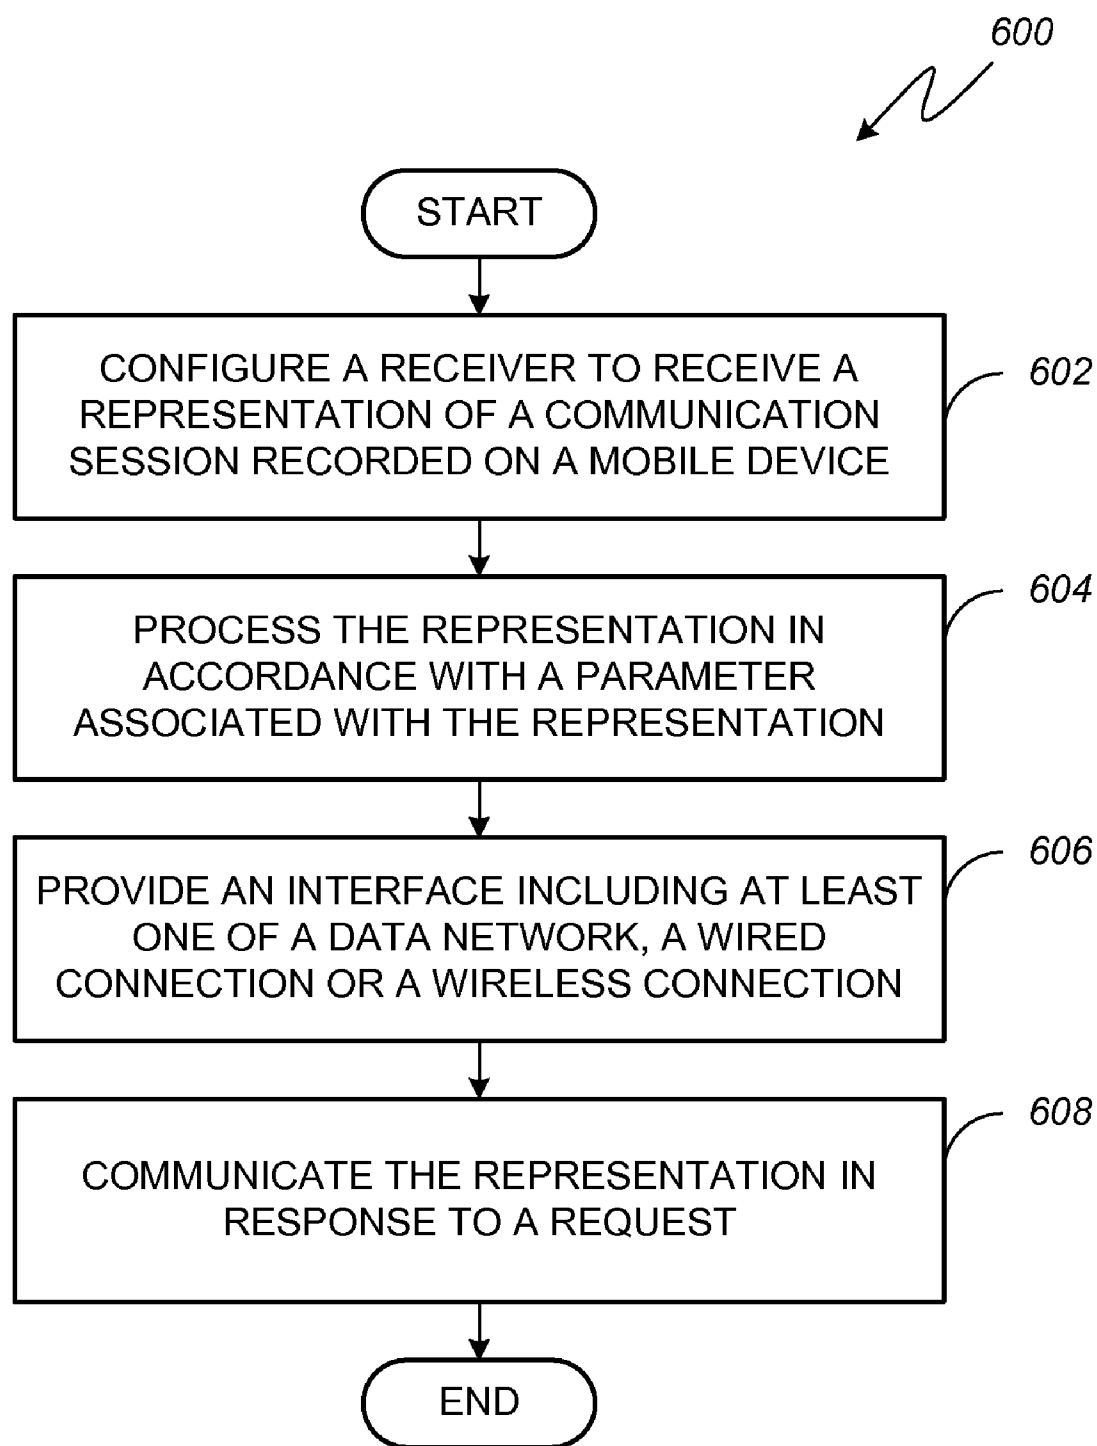 600
START
CONFIGURE A RECEIVER TO RECEIVE A
REPRESENTATION OF A COMMUNICATION
SESSION RECORDED ON A MOBILE DEVICE
602
PROCESS THE REPRESENTATION IN
ACCORDANCE WITH A PARAMETER
ASSOCIATED WITH THE REPRESENTATION
604
PROVIDE AN INTERFACE INCLUDING AT LEAST
ONE OF A DATA NETWORK, A WIRED
CONNECTION OR A WIRELESS CONNECTION
606
COMMUNICATE THE REPRESENTATION IN
RESPONSE TO A REQUEST
608
END